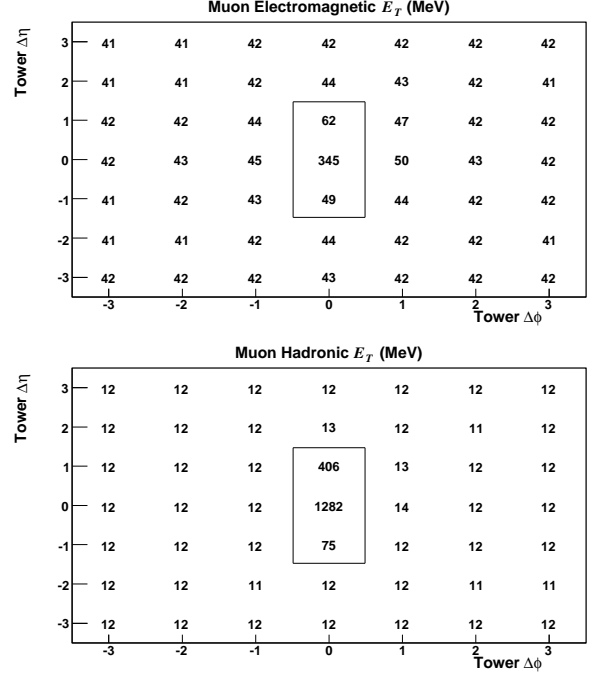 Muon Electromagnetic E_T (MeV)
Tower Δη
3 41 41 42 42 42 42 42
2 41 41 42 44 43 42 41
1 42 42 44 62 47 42 42
0 42 43 45 345 50 43 42
-1 41 42 43 49 44 42 42
-2 41 41 42 44 42 42 41
-3 42 42 42 43 42 42 42
-3 -2 -1 0 1 2 3
Tower Δϕ
Muon Hadronic E_T (MeV)
Tower Δη
3 12 12 12 12 12 12 12
2 12 12 12 13 12 11 12
1 12 12 12 406 13 12 12
0 12 12 12 1282 14 12 12
-1 12 12 12 75 12 12 12
-2 12 12 11 12 12 11 11
-3 12 12 12 12 12 12 12
-3 -2 -1 0 1 2 3
Tower Δϕ